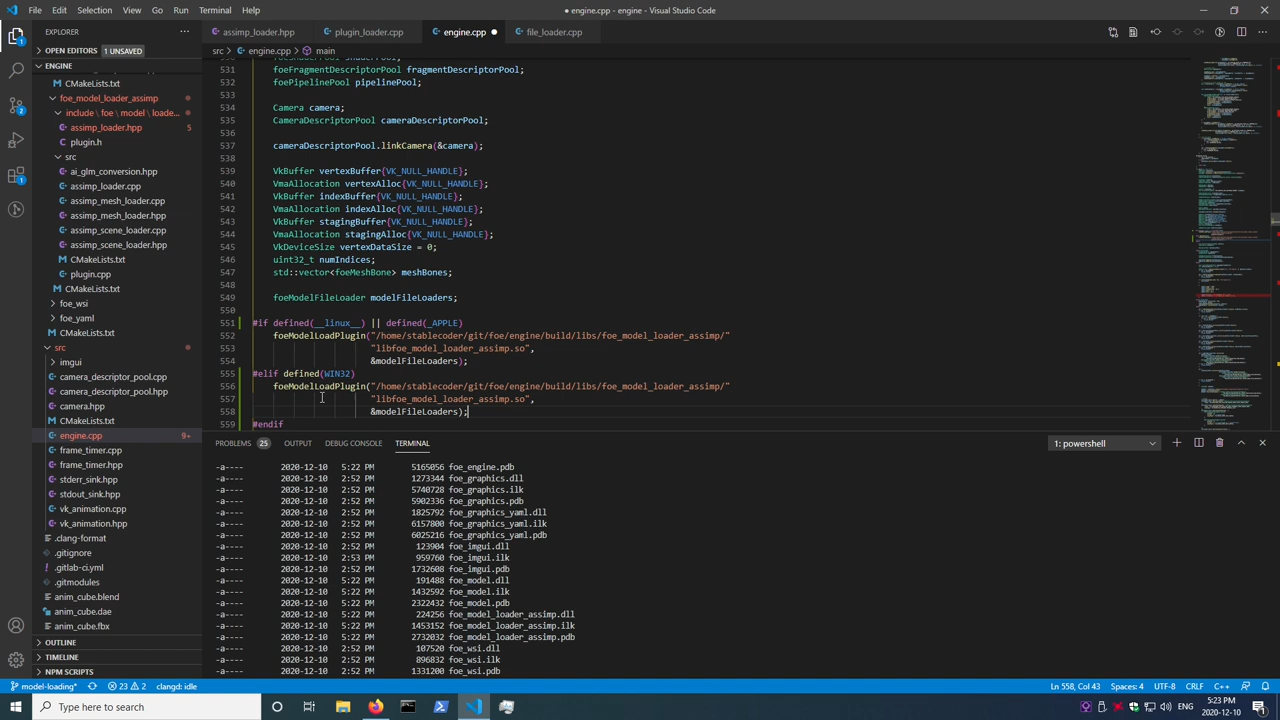 File Edit Selection View Go Run Terminal Help
● engine.cpp - engine - Visual Studio Code
EXPLORER
OPEN EDITORS 1 UNSAVED
ENGINE
CMakeLists.txt
foe_model_loader_assimp
include \ foe \ model \ loade...
assimp_loader.hpp 5
plugin.h
src
ai_glm_conversion.hpp
assimp_loader.cpp
assimp_mesh_loader.cpp
assimp_mesh_loader.hpp
assimp_scene_loader.cpp
assimp_scene_loader.hpp
CMakeLists.txt
plugin.cpp
CMakeLists.txt
foe_wsi
foe_yaml
CMakeLists.txt
src
imgui
camera_descriptor_pool.cpp
camera_descriptor_pool.hpp
camera.hpp
CMakeLists.txt
engine.cpp 9+
frame_timer.cpp
frame_timer.hpp
stderr_sink.hpp
stdout_sink.hpp
vk_animation.cpp
vk_animation.hpp
.clang-format
.gitignore
.gitlab-ci.yml
.gitmodules
anim_cube.blend
anim_cube.dae
anim_cube.fbx
OUTLINE
TIMELINE
NPM SCRIPTS
assimp_loader.hpp plugin_loader.cpp engine.cpp ● file_loader.cpp
src > engine.cpp > main
531 foeFragmentDescriptorPool fragmentDescriptorPool;
532 foePipelinePool pipelinePool;
533
534 Camera camera;
535 CameraDescriptorPool cameraDescriptorPool;
536
537 cameraDescriptorPool.linkCamera(&camera);
538
539 VkBuffer vertexBuffer{VK_NULL_HANDLE};
540 VmaAllocation vertexAlloc{VK_NULL_HANDLE};
541 VkBuffer indexBuffer{VK_NULL_HANDLE};
542 VmaAllocation indexAlloc{VK_NULL_HANDLE};
543 VkBuffer stagingBuffer{VK_NULL_HANDLE};
544 VmaAllocation stagingAlloc{VK_NULL_HANDLE};
545 VkDeviceSize vertexDataSize = 0;
546 uint32_t numIndices;
547 std::vector<foeMeshBone> meshBones;
548
549 foeModelFileLoader modelFileLoaders;
550
551 #if defined(__linux__) || defined(_APPLE)
552 foeModelLoadPlugin("/home/stablecoder/git/foe/engine/build/libs/foe_model_loader_assimp/"
553 "libfoe_model_loader_assimp.so",
554 &modelFileLoaders);
555 #elif defined(WIN32)
556 foeModelLoadPlugin("/home/stablecoder/git/foe/engine/build/libs/foe_model_loader_assimp/"
557 "libfoe_model_loader_assimp.so",
558 &modelFileLoaders);
559 #endif
PROBLEMS 25 OUTPUT DEBUG CONSOLE TERMINAL 1: powershell
-a---- 2020-12-10 5:22 PM 5165056 foe_engine.pdb
-a---- 2020-12-10 2:52 PM 1273344 foe_graphics.dll
-a---- 2020-12-10 2:52 PM 5740728 foe_graphics.ilk
-a---- 2020-12-10 2:52 PM 5902336 foe_graphics.pdb
-a---- 2020-12-10 2:52 PM 1825792 foe_graphics_yaml.dll
-a---- 2020-12-10 2:52 PM 6157800 foe_graphics_yaml.ilk
-a---- 2020-12-10 2:52 PM 6025216 foe_graphics_yaml.pdb
-a---- 2020-12-10 2:52 PM 123904 foe_imgui.dll
-a---- 2020-12-10 2:53 PM 959760 foe_imgui.ilk
-a---- 2020-12-10 2:52 PM 1732608 foe_imgui.pdb
-a---- 2020-12-10 2:52 PM 191488 foe_model.dll
-a---- 2020-12-10 2:52 PM 1432592 foe_model.ilk
-a---- 2020-12-10 2:52 PM 2322432 foe_model.pdb
-a---- 2020-12-10 2:52 PM 224256 foe_model_loader_assimp.dll
-a---- 2020-12-10 2:52 PM 1453152 foe_model_loader_assimp.ilk
-a---- 2020-12-10 2:52 PM 2732032 foe_model_loader_assimp.pdb
-a---- 2020-12-10 2:52 PM 107520 foe_wsi.dll
-a---- 2020-12-10 2:52 PM 896832 foe_wsi.ilk
-a---- 2020-12-10 2:52 PM 1331200 foe_wsi.pdb
model-loading* 23 2 clangd: idle Ln 558, Col 43 Spaces: 4 UTF-8 CRLF C++
Type here to search
5:23 PM
2020-12-10